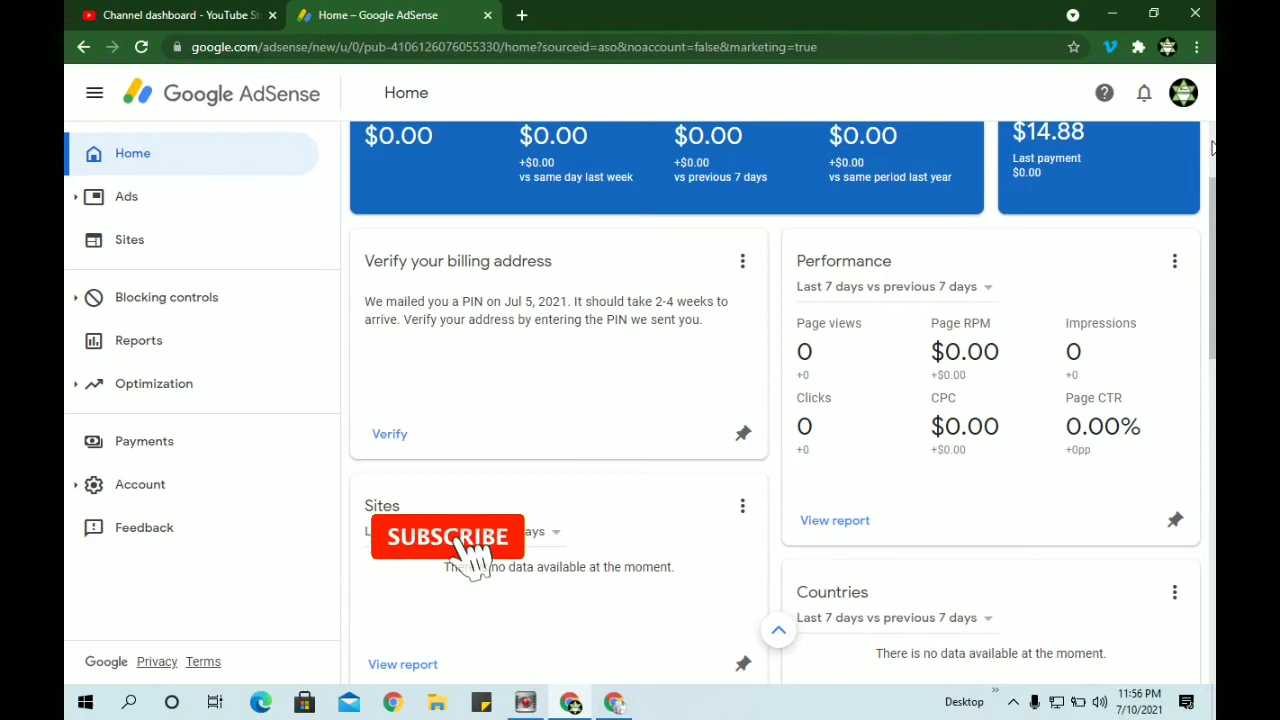 Channel dashboard - YouTube St
Home – Google AdSense
google.com/adsense/new/u/0/pub-4106126076055330/home?sourceid=aso&noaccount=false&marketing=true
Google AdSense
Home
Home
Ads
Sites
Blocking controls
Reports
Optimization
Payments
Account
Feedback
Google Privacy Terms
$0.00 $0.00 $0.00 $0.00
+$0.00 +$0.00 +$0.00
vs same day last week vs previous 7 days vs same period last year
$14.88
Last payment
$0.00
Verify your billing address
We mailed you a PIN on Jul 5, 2021. It should take 2-4 weeks to
arrive. Verify your address by entering the PIN we sent you.
Verify
Performance
Last 7 days vs previous 7 days
Page views Page RPM Impressions
0 $0.00 0
+0 +$0.00 +0
Clicks CPC Page CTR
0 $0.00 0.00%
+0 +$0.00 +0pp
View report
Sites
SUBSCRIBE
no data available at the moment.
View report
Countries
Last 7 days vs previous 7 days
There is no data available at the moment.
Desktop
11:56 PM
7/10/2021